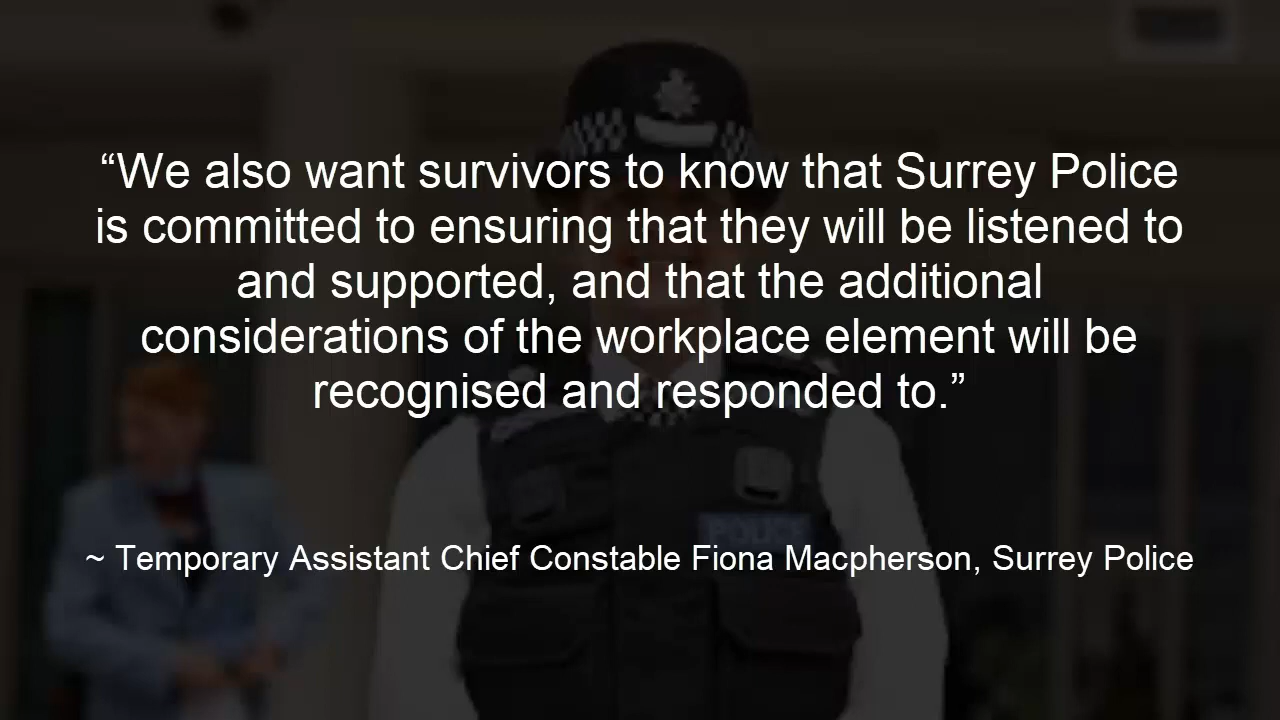 “We also want survivors to know that Surrey Police
is committed to ensuring that they will be listened to
and supported, and that the additional
considerations of the workplace element will be
recognised and responded to.”
~ Temporary Assistant Chief Constable Fiona Macpherson, Surrey Police
POLICE